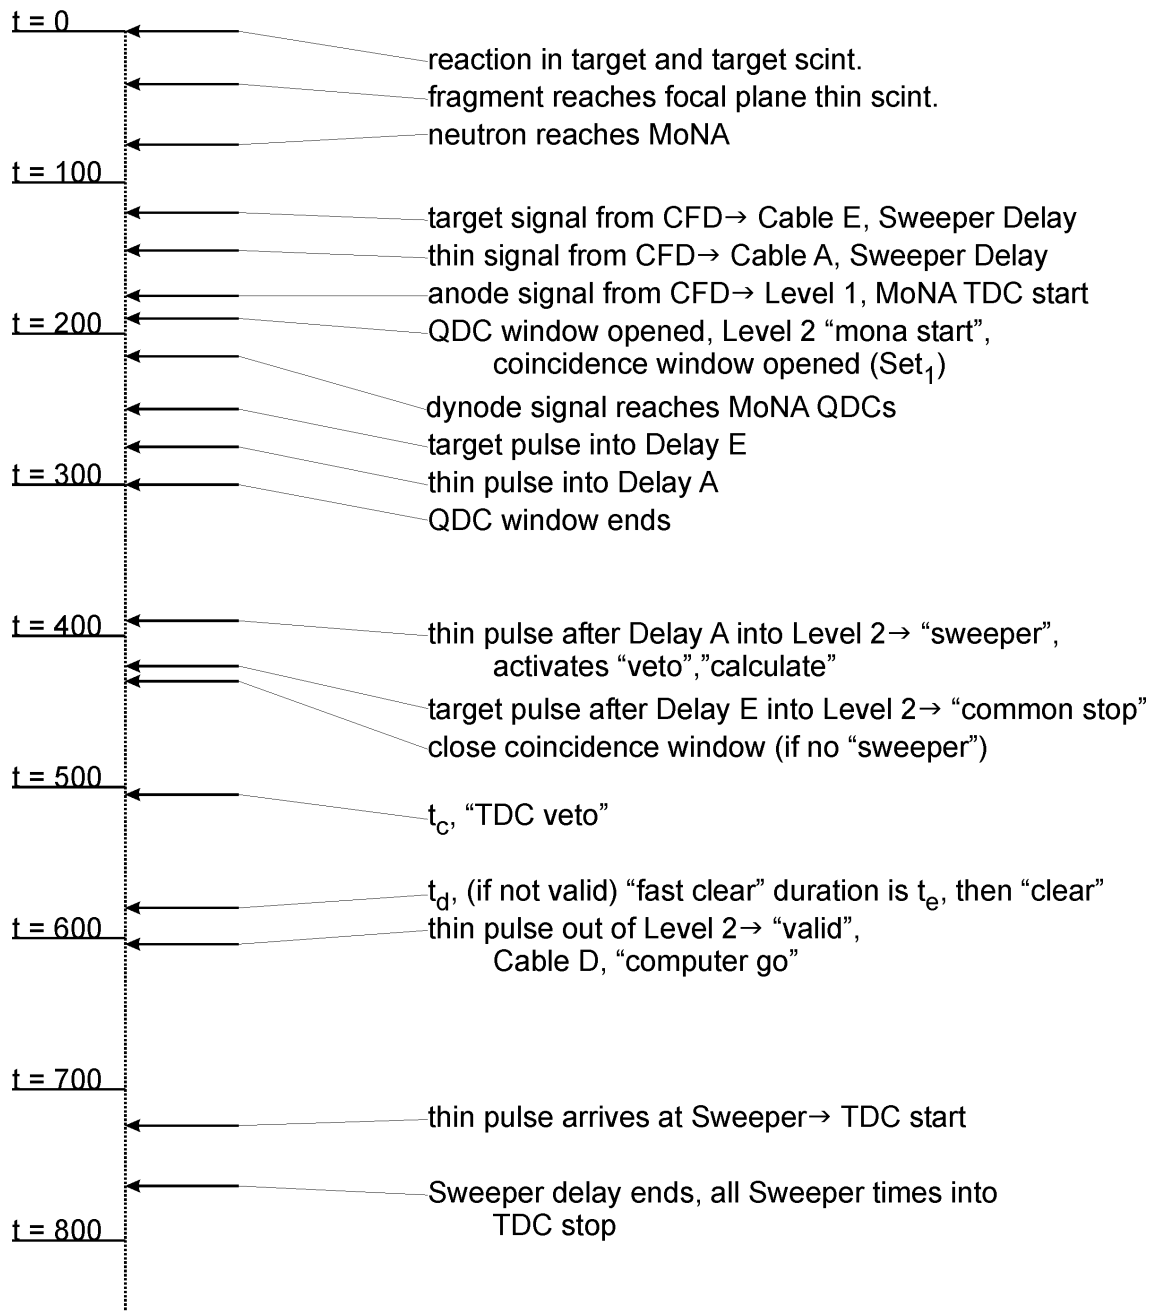 t = 0
reaction in target and target scint.
fragment reaches focal plane thin scint.
neutron reaches MoNA
t = 100
target signal from CFD→ Cable E, Sweeper Delay
thin signal from CFD→ Cable A, Sweeper Delay
anode signal from CFD→ Level 1, MoNA TDC start
t = 200
QDC window opened, Level 2 “mona start”,
coincidence window opened (Set₁)
dynode signal reaches MoNA QDCs
target pulse into Delay E
t = 300
thin pulse into Delay A
QDC window ends
t = 400
thin pulse after Delay A into Level 2→ “sweeper”,
activates “veto”,”calculate”
target pulse after Delay E into Level 2→ “common stop”
close coincidence window (if no “sweeper”)
t = 500
t_c, “TDC veto”
t_d, (if not valid) “fast clear” duration is t_e, then “clear”
t = 600
thin pulse out of Level 2→ “valid”,
Cable D, “computer go”
t = 700
thin pulse arrives at Sweeper→ TDC start
Sweeper delay ends, all Sweeper times into
TDC stop
t = 800